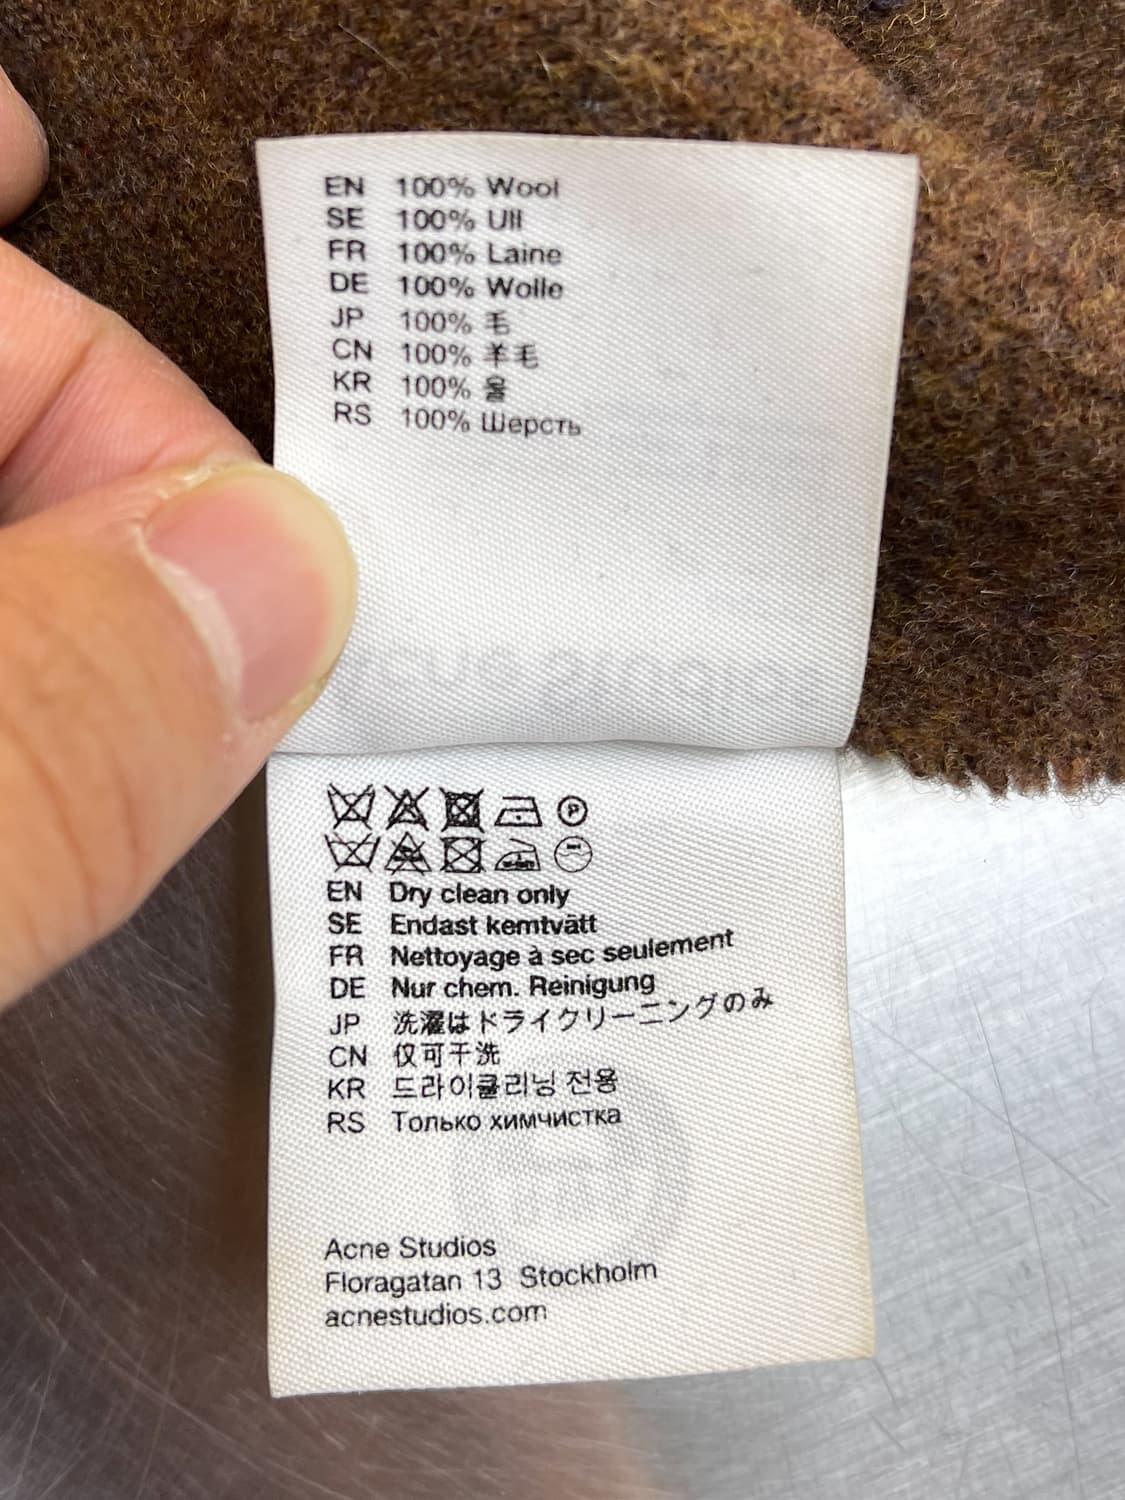 EN 100% Wool
SE 100% Ull
FR 100% Laine
DE 100% Wolle
JP 100% 毛
CN 100% 羊毛
KR 100% 울
RS 100% Шерсть
P
EN Dry clean only
SE Endast kemtvätt
FR Nettoyage à sec seulement
DE Nur chem. Reinigung
JP 洗濯はドライクリーニングのみ
CN 仅可干洗
KR 드라이클리닝 전용
RS Только химчистка
Acne Studios
Floragatan 13 Stockholm
acnestudios.com